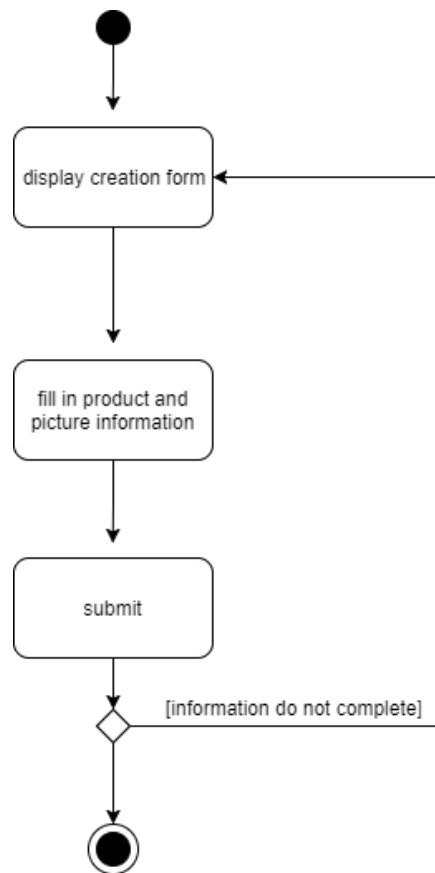 display creation form
fill in product and
picture information
submit
[information do not complete]